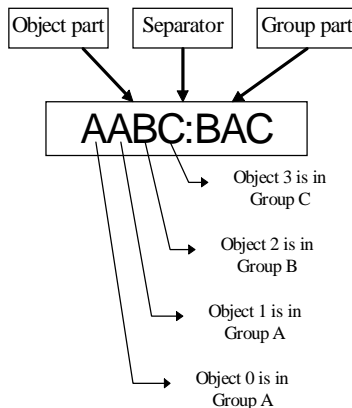 Object part
Separator
Group part
AABC:BAC
Object 3 is in
Group C
Object 2 is in
Group B
Object 1 is in
Group A
Object 0 is in
Group A